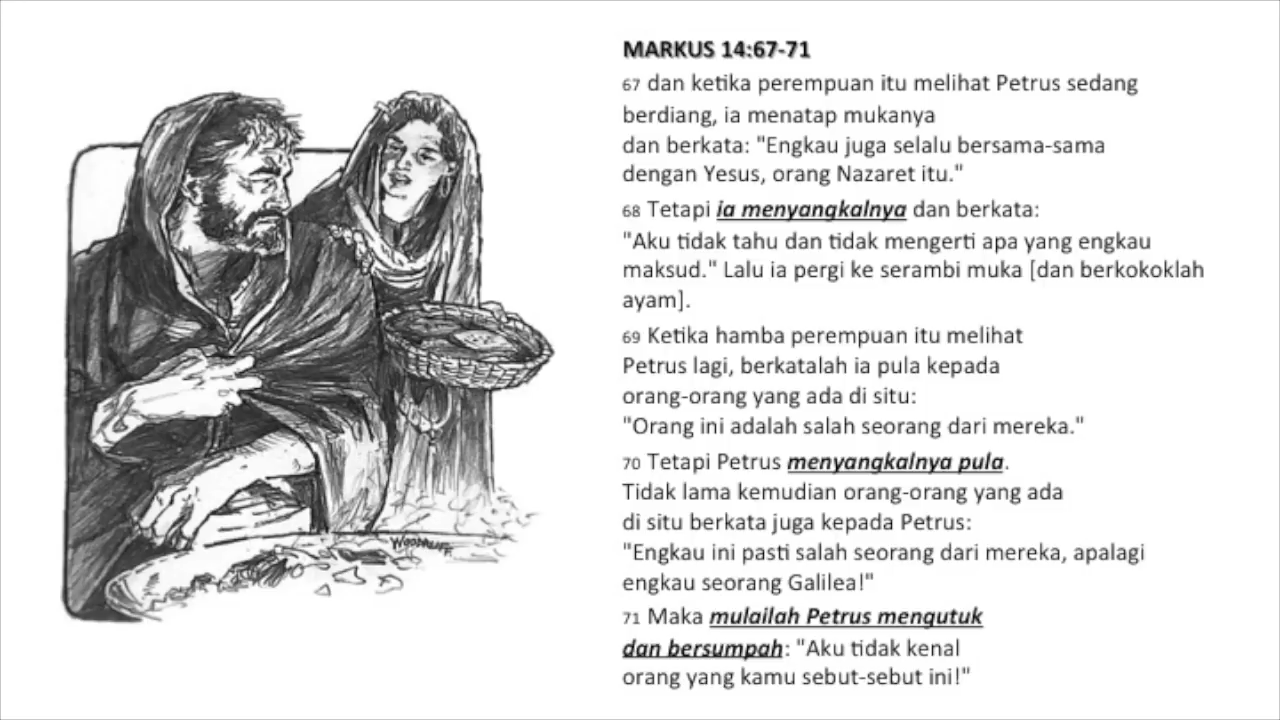 MARKUS 14:67-71
67 dan ketika perempuan itu melihat Petrus sedang
berdiang, ia menatap mukanya
dan berkata: "Engkau juga selalu bersama-sama
dengan Yesus, orang Nazaret itu."
68 Tetapi ia menyangkalnya dan berkata:
"Aku tidak tahu dan tidak mengerti apa yang engkau
maksud." Lalu ia pergi ke serambi muka [dan berkokoklah
ayam].
69 Ketika hamba perempuan itu melihat
Petrus lagi, berkatalah ia pula kepada
orang-orang yang ada di situ:
"Orang ini adalah salah seorang dari mereka."
70 Tetapi Petrus menyangkalnya pula.
Tidak lama kemudian orang-orang yang ada
di situ berkata juga kepada Petrus:
"Engkau ini pasti salah seorang dari mereka, apalagi
engkau seorang Galilea!"
71 Maka mulailah Petrus mengutuk
dan bersumpah: "Aku tidak kenal
orang yang kamu sebut-sebut ini!"
WOODRUFF